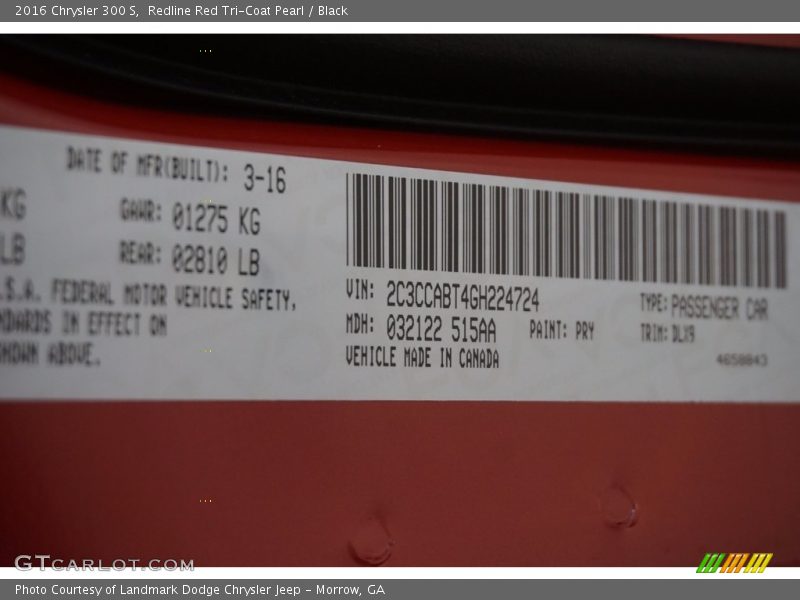 2016 Chrysler 300 S,  Redline Red Tri-Coat Pearl / Black
DATE OF MFR(BUILT): 3-16
KG GAWR: 01275 KG
LB REAR: 02810 LB
.S.A. FEDERAL MOTOR VEHICLE SAFETY,
NDARDS IN EFFECT ON
HOWN ABOVE.
VIN: 2C3CCABT4GH224724 TYPE: PASSENGER CAR
MDH: 032122 515AA PAINT: PRY TRIM: DLX9
VEHICLE MADE IN CANADA 4658843
GTCARLOT.COM
Photo Courtesy of Landmark Dodge Chrysler Jeep - Morrow, GA